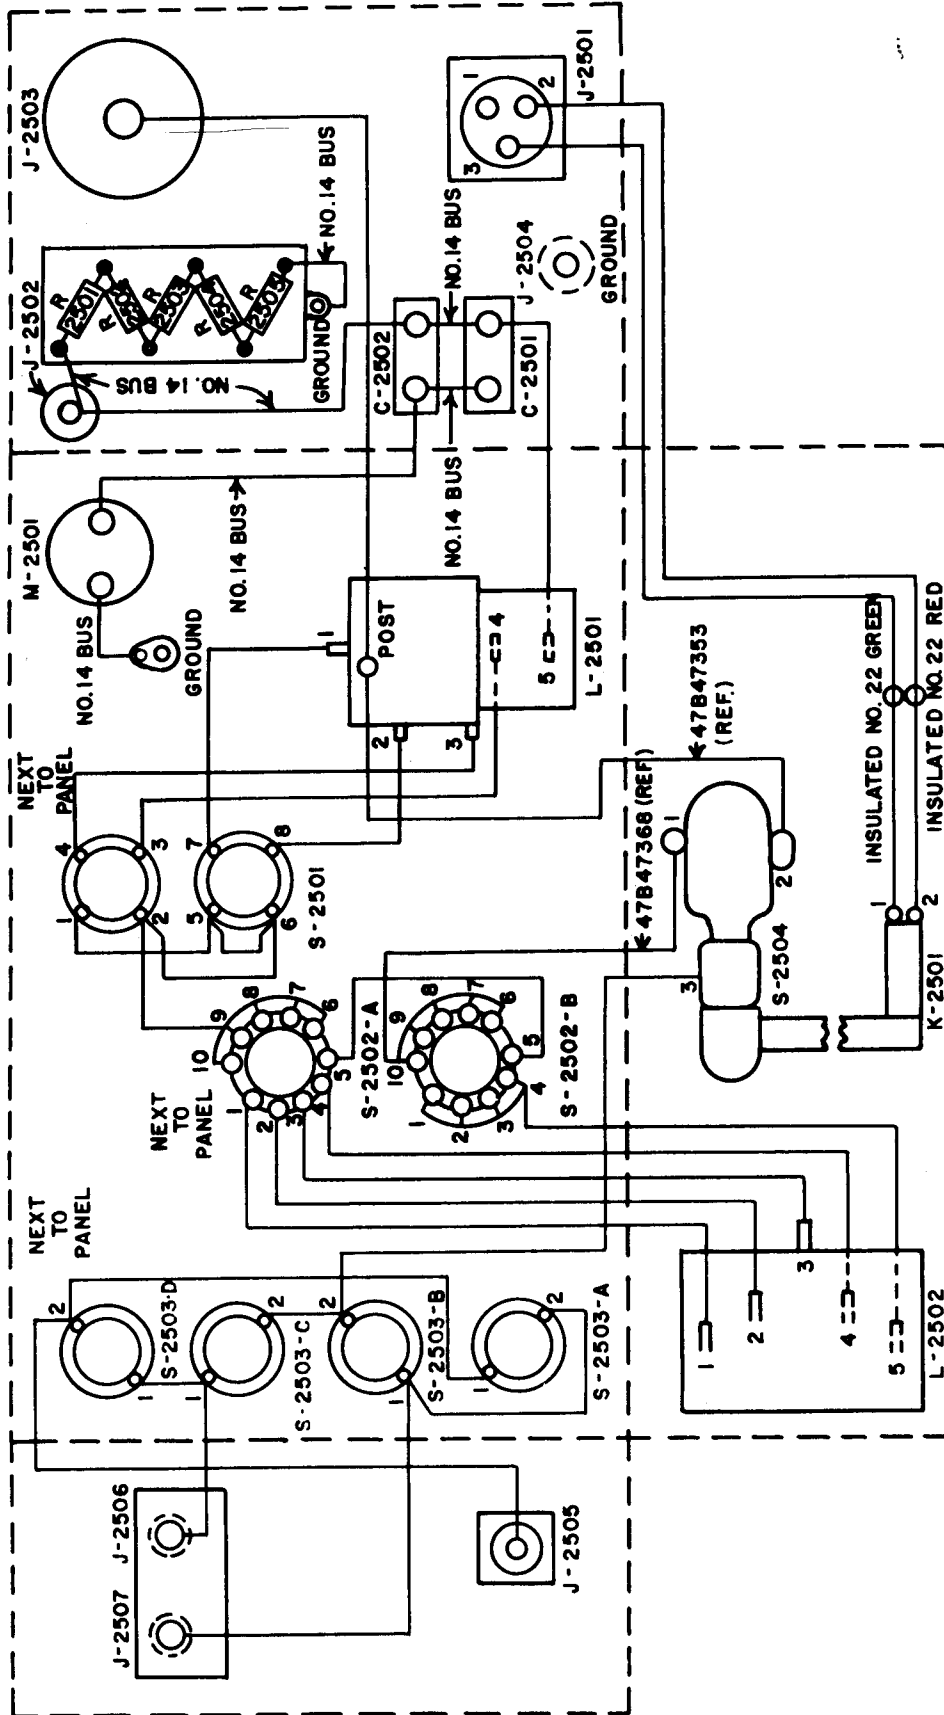 J-2507
J-2506
J-2505
NEXT
TO
PANEL
2
S-2503-D
1
2
S-2503-C
2
S-2503-B
1
1
2
S-2503-A
NEXT
TO
PANEL
10
9
8
7
6
5
4
3
2
1
S-2502-A
10
9
8
7
6
5
4
3
2
1
S-2502-B
NEXT
TO
PANEL
4
3
1
2
7
8
5
6
S-2501
M-2501
NO.14 BUS
GROUND
NO.14 BUS
1
POST
2
3
4
5
L-2501
NO.14 BUS
J-2503
J-2502
R
2501
R
2502
R
2503
R
2504
R
2505
NO.14 BUS
NO.14 BUS
GROUND
C-2502
C-2501
NO.14 BUS
J-2504
GROUND
1
2
3
J-2501
47B47368 (REF.)
47B47353
(REF.)
1
2
3
S-2504
INSULATED NO. 22 GREEN
INSULATED NO. 22 RED
1
2
K-2501
1
2
3
4
5
L-2502